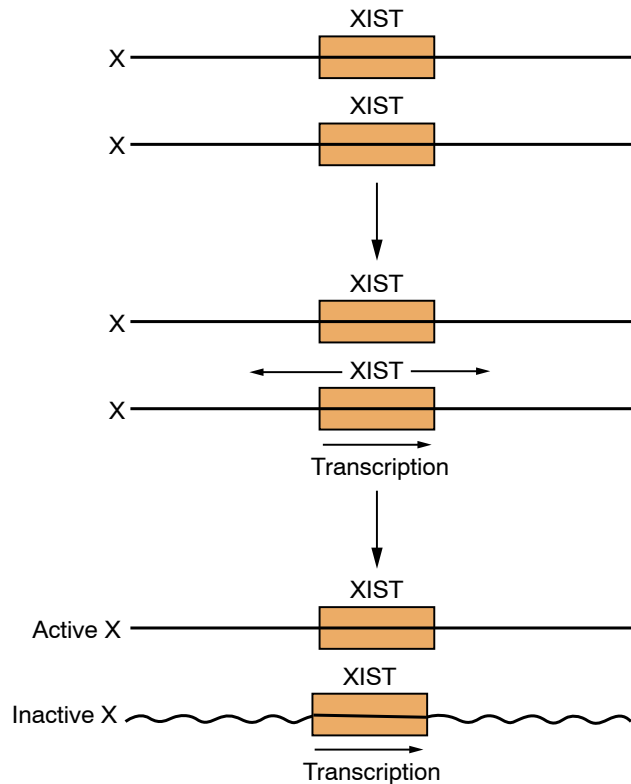 XIST
X
XIST
X
XIST
X
XIST
X
Transcription
XIST
Active X
XIST
Inactive X
Transcription